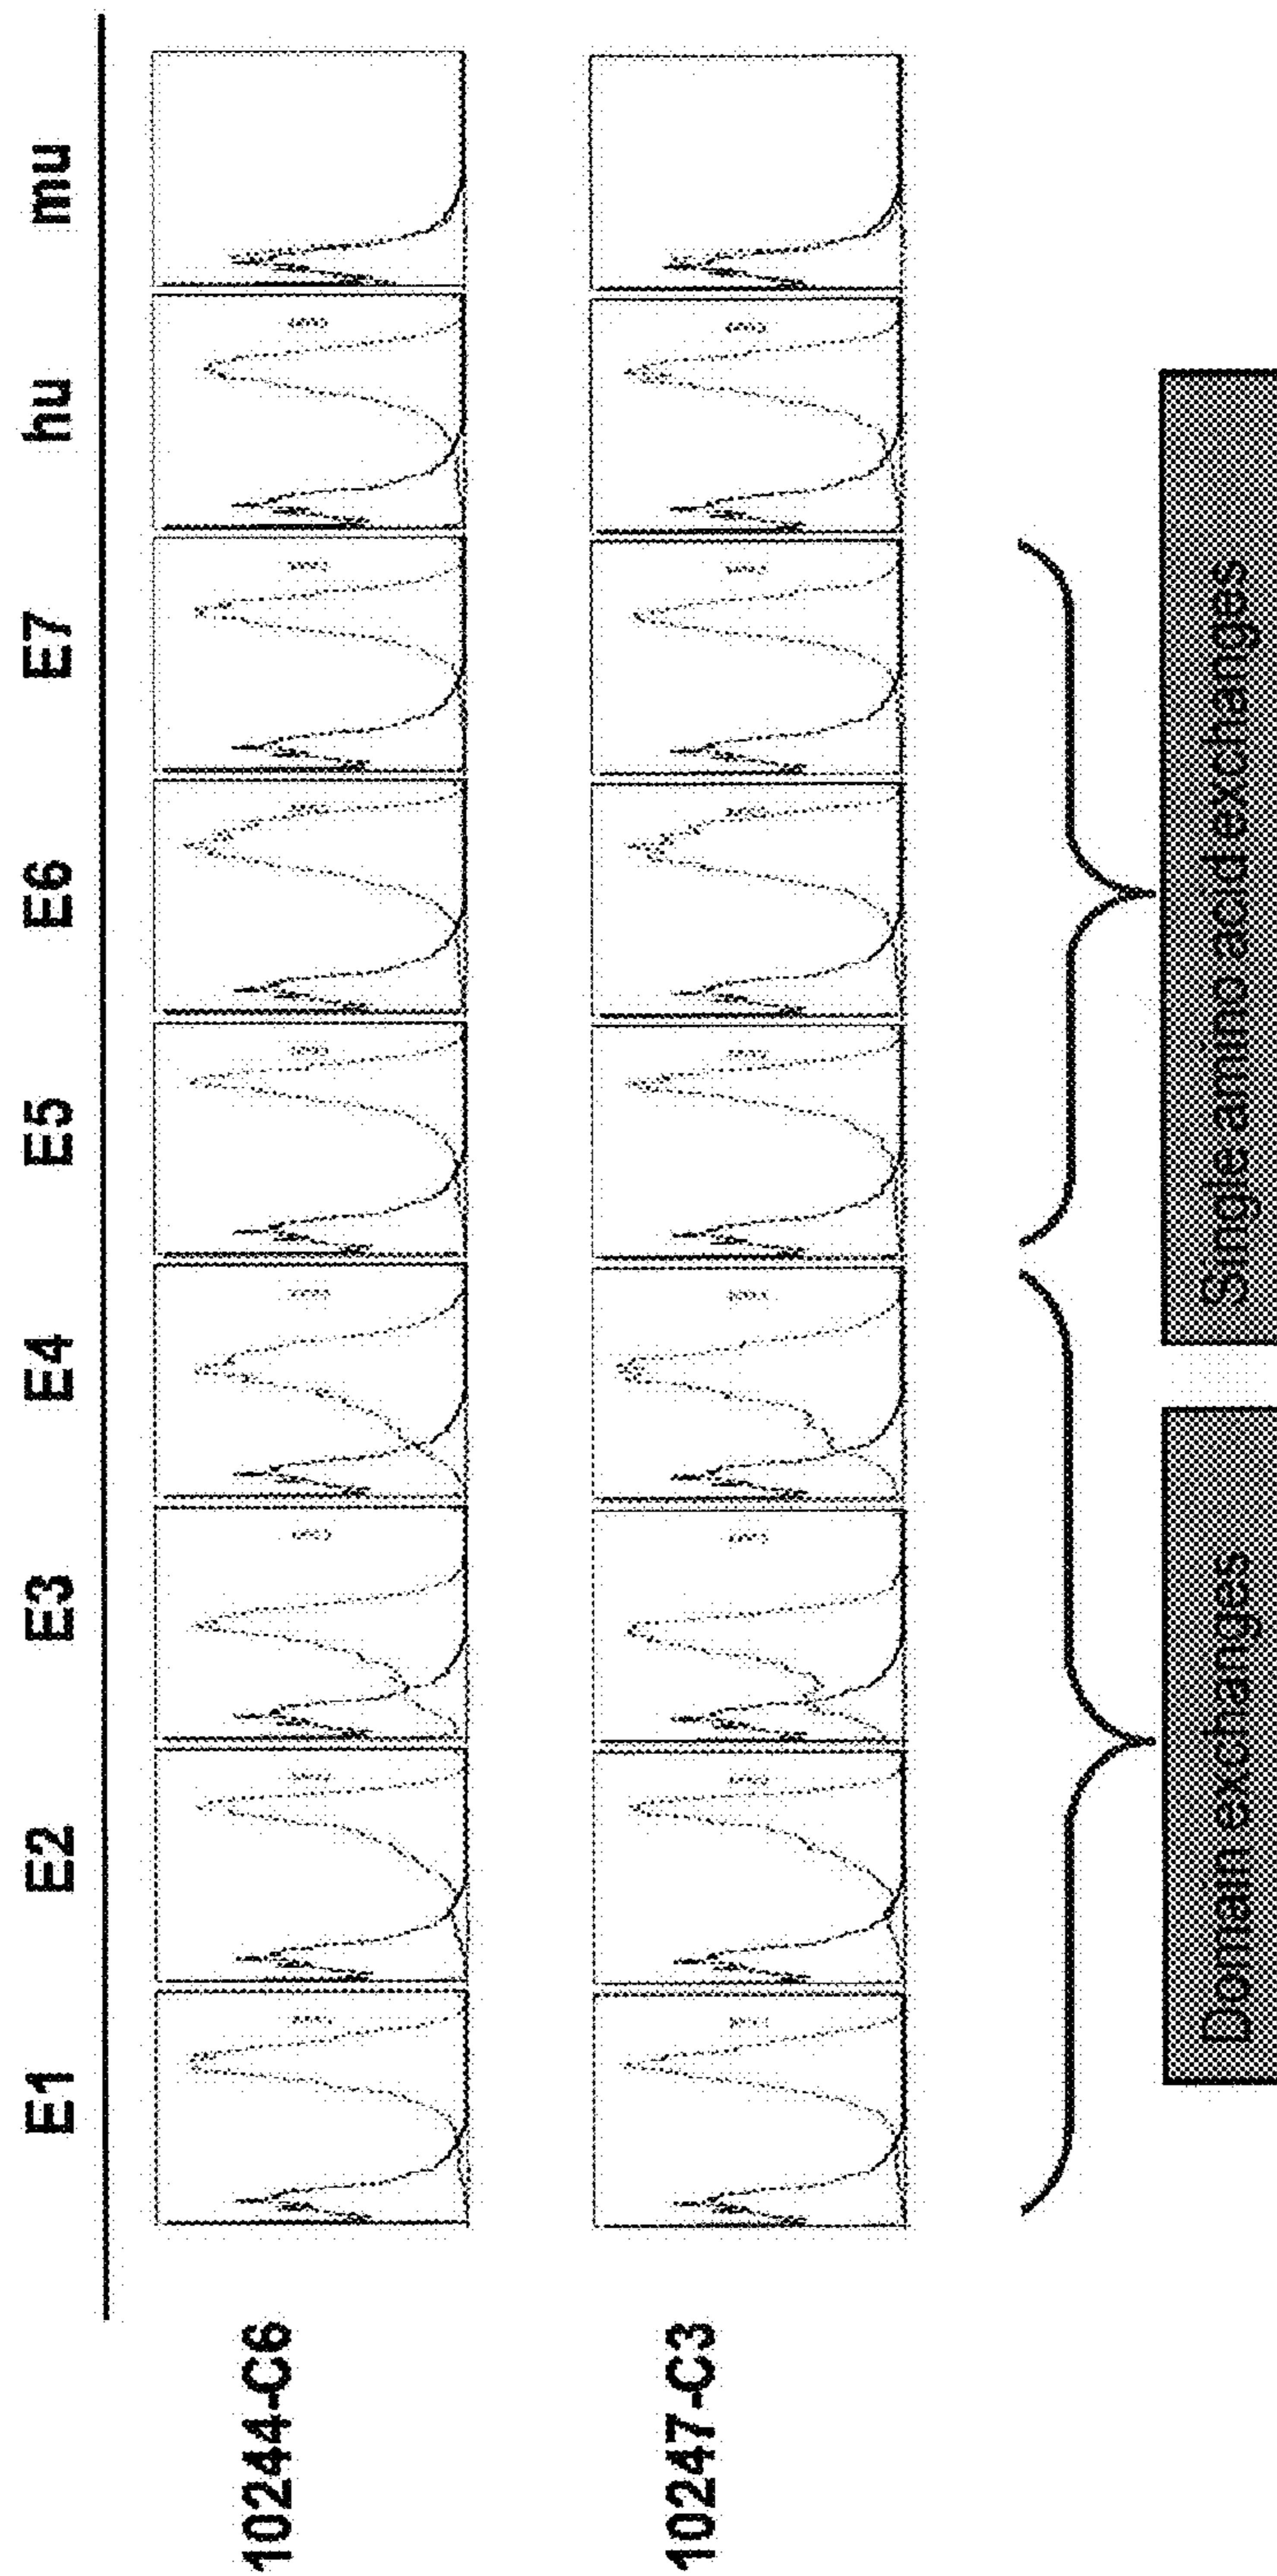 E1 E2 E3 E4 E5 E6 E7 hu mu
10244-C6
10247-C3
Domain exchanges Single amino acid exchanges